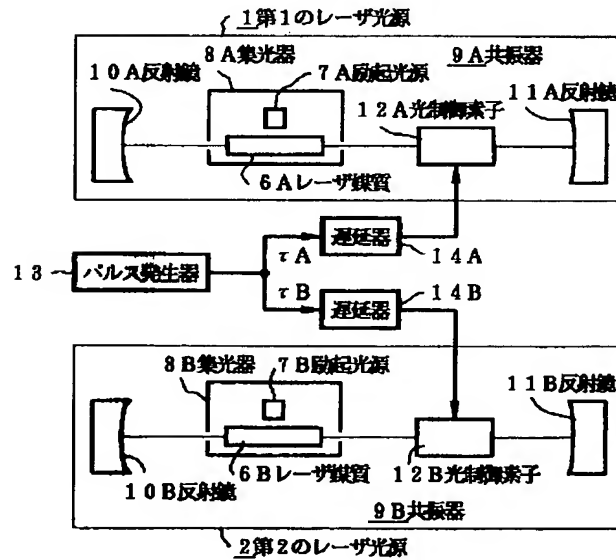 1第1のレーザ光源
8A集光器
9A共振器
10A反射鏡
7A励起光源
11A反射鏡
12A光制御素子
6Aレーザ媒質
遅延器
τA
14A
13
パルス発生器
τB
14B
遅延器
8B集光器
7B励起光源
11B反射鏡
6Bレーザ媒質
12B光制御素子
10B反射鏡
9B共振器
2第2のレーザ光源